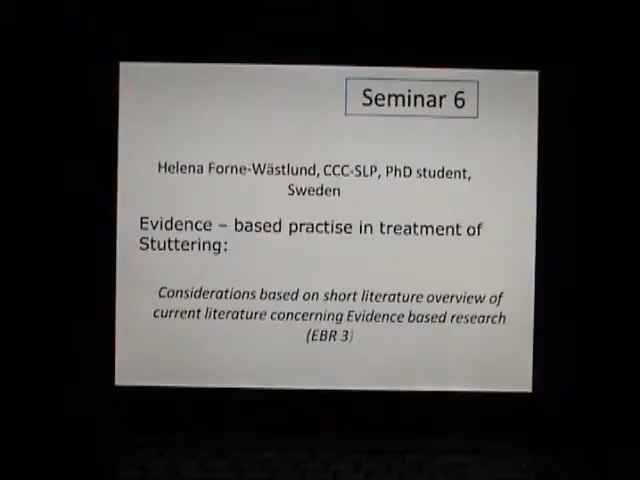 Seminar 6
Helena Forne-Wästlund, CCC-SLP, PhD student,
Sweden
Evidence – based practise in treatment of
Stuttering:
Considerations based on short literature overview of
current literature concerning Evidence based research
(EBR 3)